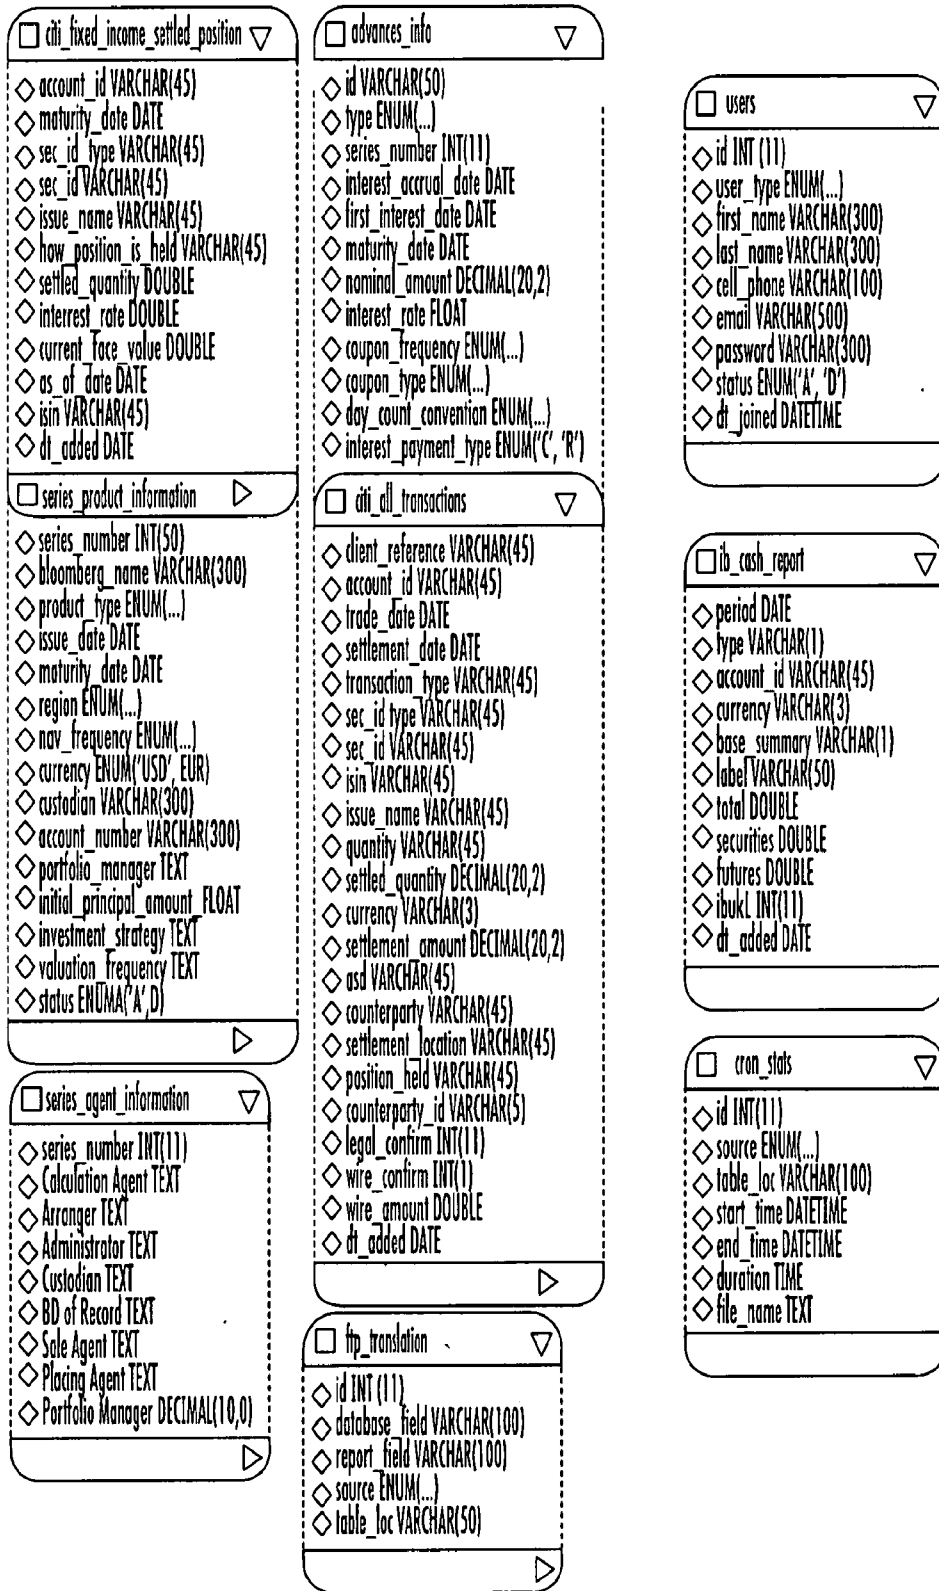 citi_fixed_income_settled_position
account_id VARCHAR(45)
maturity_date DATE
sec_id_type VARCHAR(45)
sec_id VARCHAR(45)
issue_name VARCHAR(45)
how_position_is_held VARCHAR(45)
settled_quantity DOUBLE
interrest_rate DOUBLE
current_face_value DOUBLE
as_of_date DATE
isin VARCHAR(45)
dt_added DATE
series_product_information
series_number INT(50)
bloomberg_name VARCHAR(300)
product_type ENUM(...)
issue_date DATE
maturity_date DATE
region ENUM(...)
nav_frequency ENUM(...)
currency ENUM('USD', EUR)
custodian VARCHAR(300)
account_number VARCHAR(300)
portfolio_manager TEXT
initial_principal_amount_FLOAT
investment_strategy TEXT
valuation_frequency TEXT
status ENUMA('A',D)
series_agent_information
series_number INT(11)
Calculation Agent TEXT
Arranger TEXT
Administrator TEXT
Custodian TEXT
BD of Record TEXT
Sale Agent TEXT
Placing Agent TEXT
Portfolio Manager DECIMAL(10,0)
advances_info
id VARCHAR(50)
type ENUM(...)
series_number INT(11)
interest_accrual_date DATE
first_interest_date DATE
maturity_date DATE
nominal_amount DECIMAL(20,2)
interest_rate FLOAT
coupon_frequency ENUM(...)
coupon_type ENUM(...)
day_count_convention ENUM(...)
interest_payment_type ENUM('C', 'R')
citi_all_transactions
client_reference VARCHAR(45)
account_id VARCHAR(45)
trade_date DATE
settlement_date DATE
transaction_type VARCHAR(45)
sec_id type VARCHAR(45)
sec_id VARCHAR(45)
isin VARCHAR(45)
issue_name VARCHAR(45)
quantity VARCHAR(45)
settled_quantity DECIMAL(20,2)
currency VARCHAR(3)
settlement_amount DECIMAL(20,2)
asd VARCHAR(45)
counterparty VARCHAR(45)
settlement_location VARCHAR(45)
position_held VARCHAR(45)
counterparty_id VARCHAR(5)
legal_confirm INT(11)
wire_confirm INT(1)
wire_amount DOUBLE
dt_added DATE
ftp_translation
id INT (11)
database_field VARCHAR(100)
report_field VARCHAR(100)
source ENUM(...)
table_loc VARCHAR(50)
users
id INT (11)
user_type ENUM(...)
first_name VARCHAR(300)
last_name VARCHAR(300)
cell_phone VARCHAR(100)
email VARCHAR(500)
password VARCHAR(300)
status ENUM('A', 'D')
dt_joined DATETIME
ib_cash_report
period DATE
type VARCHAR(1)
account_id VARCHAR(45)
currency VARCHAR(3)
base_summary VARCHAR(1)
label VARCHAR(50)
total DOUBLE
securities DOUBLE
futures DOUBLE
ibukL INT(11)
dt_added DATE
cron_stats
id INT(11)
source ENUM(...)
table_loc VARCHAR(100)
start_time DATETIME
end_time DATETIME
duration TIME
file_name TEXT